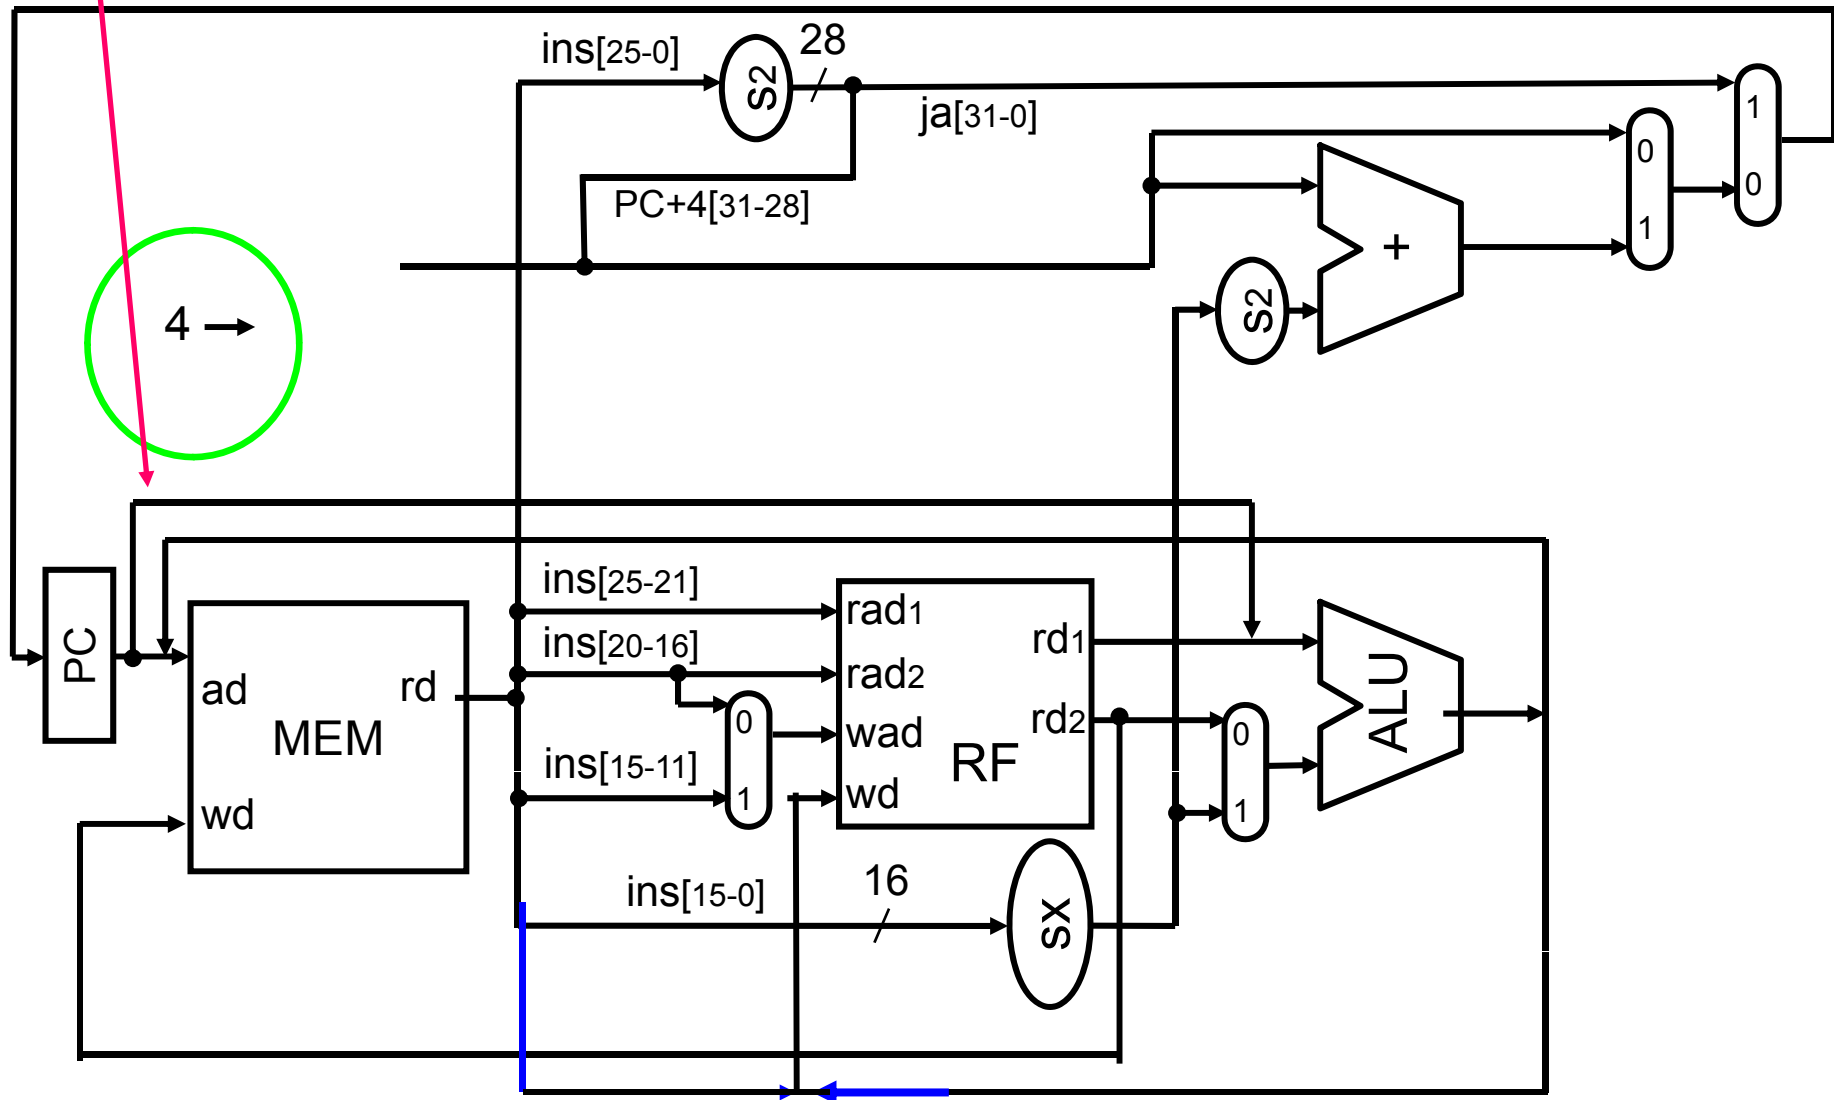 ins[25-0]
s2
28
ja[31-0]
1
0
0
1
PC+4[31-28]
+
s2
4
PC
ad
rd
MEM
wd
ins[25-21]
ins[20-16]
ins[15-11]
0
1
rad1
rad2
wad
wd
rd1
rd2
RF
0
1
ALU
ins[15-0]
16
sx